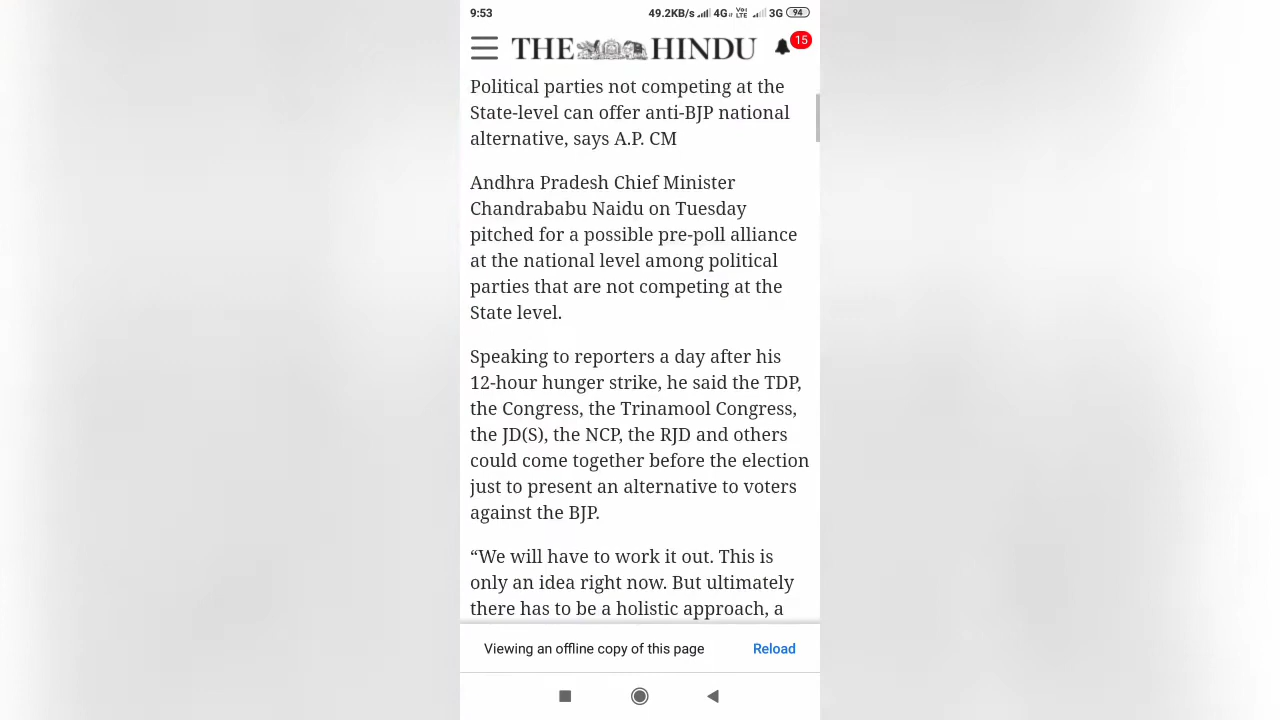 9:53
49.2KB/s 4G Vo) LTE 3G 94
THE HINDU
15
Political parties not competing at the
State-level can offer anti-BJP national
alternative, says A.P. CM
Andhra Pradesh Chief Minister
Chandrababu Naidu on Tuesday
pitched for a possible pre-poll alliance
at the national level among political
parties that are not competing at the
State level.
Speaking to reporters a day after his
12-hour hunger strike, he said the TDP,
the Congress, the Trinamool Congress,
the JD(S), the NCP, the RJD and others
could come together before the election
just to present an alternative to voters
against the BJP.
“We will have to work it out. This is
only an idea right now. But ultimately
there has to be a holistic approach, a
Viewing an offline copy of this page
Reload